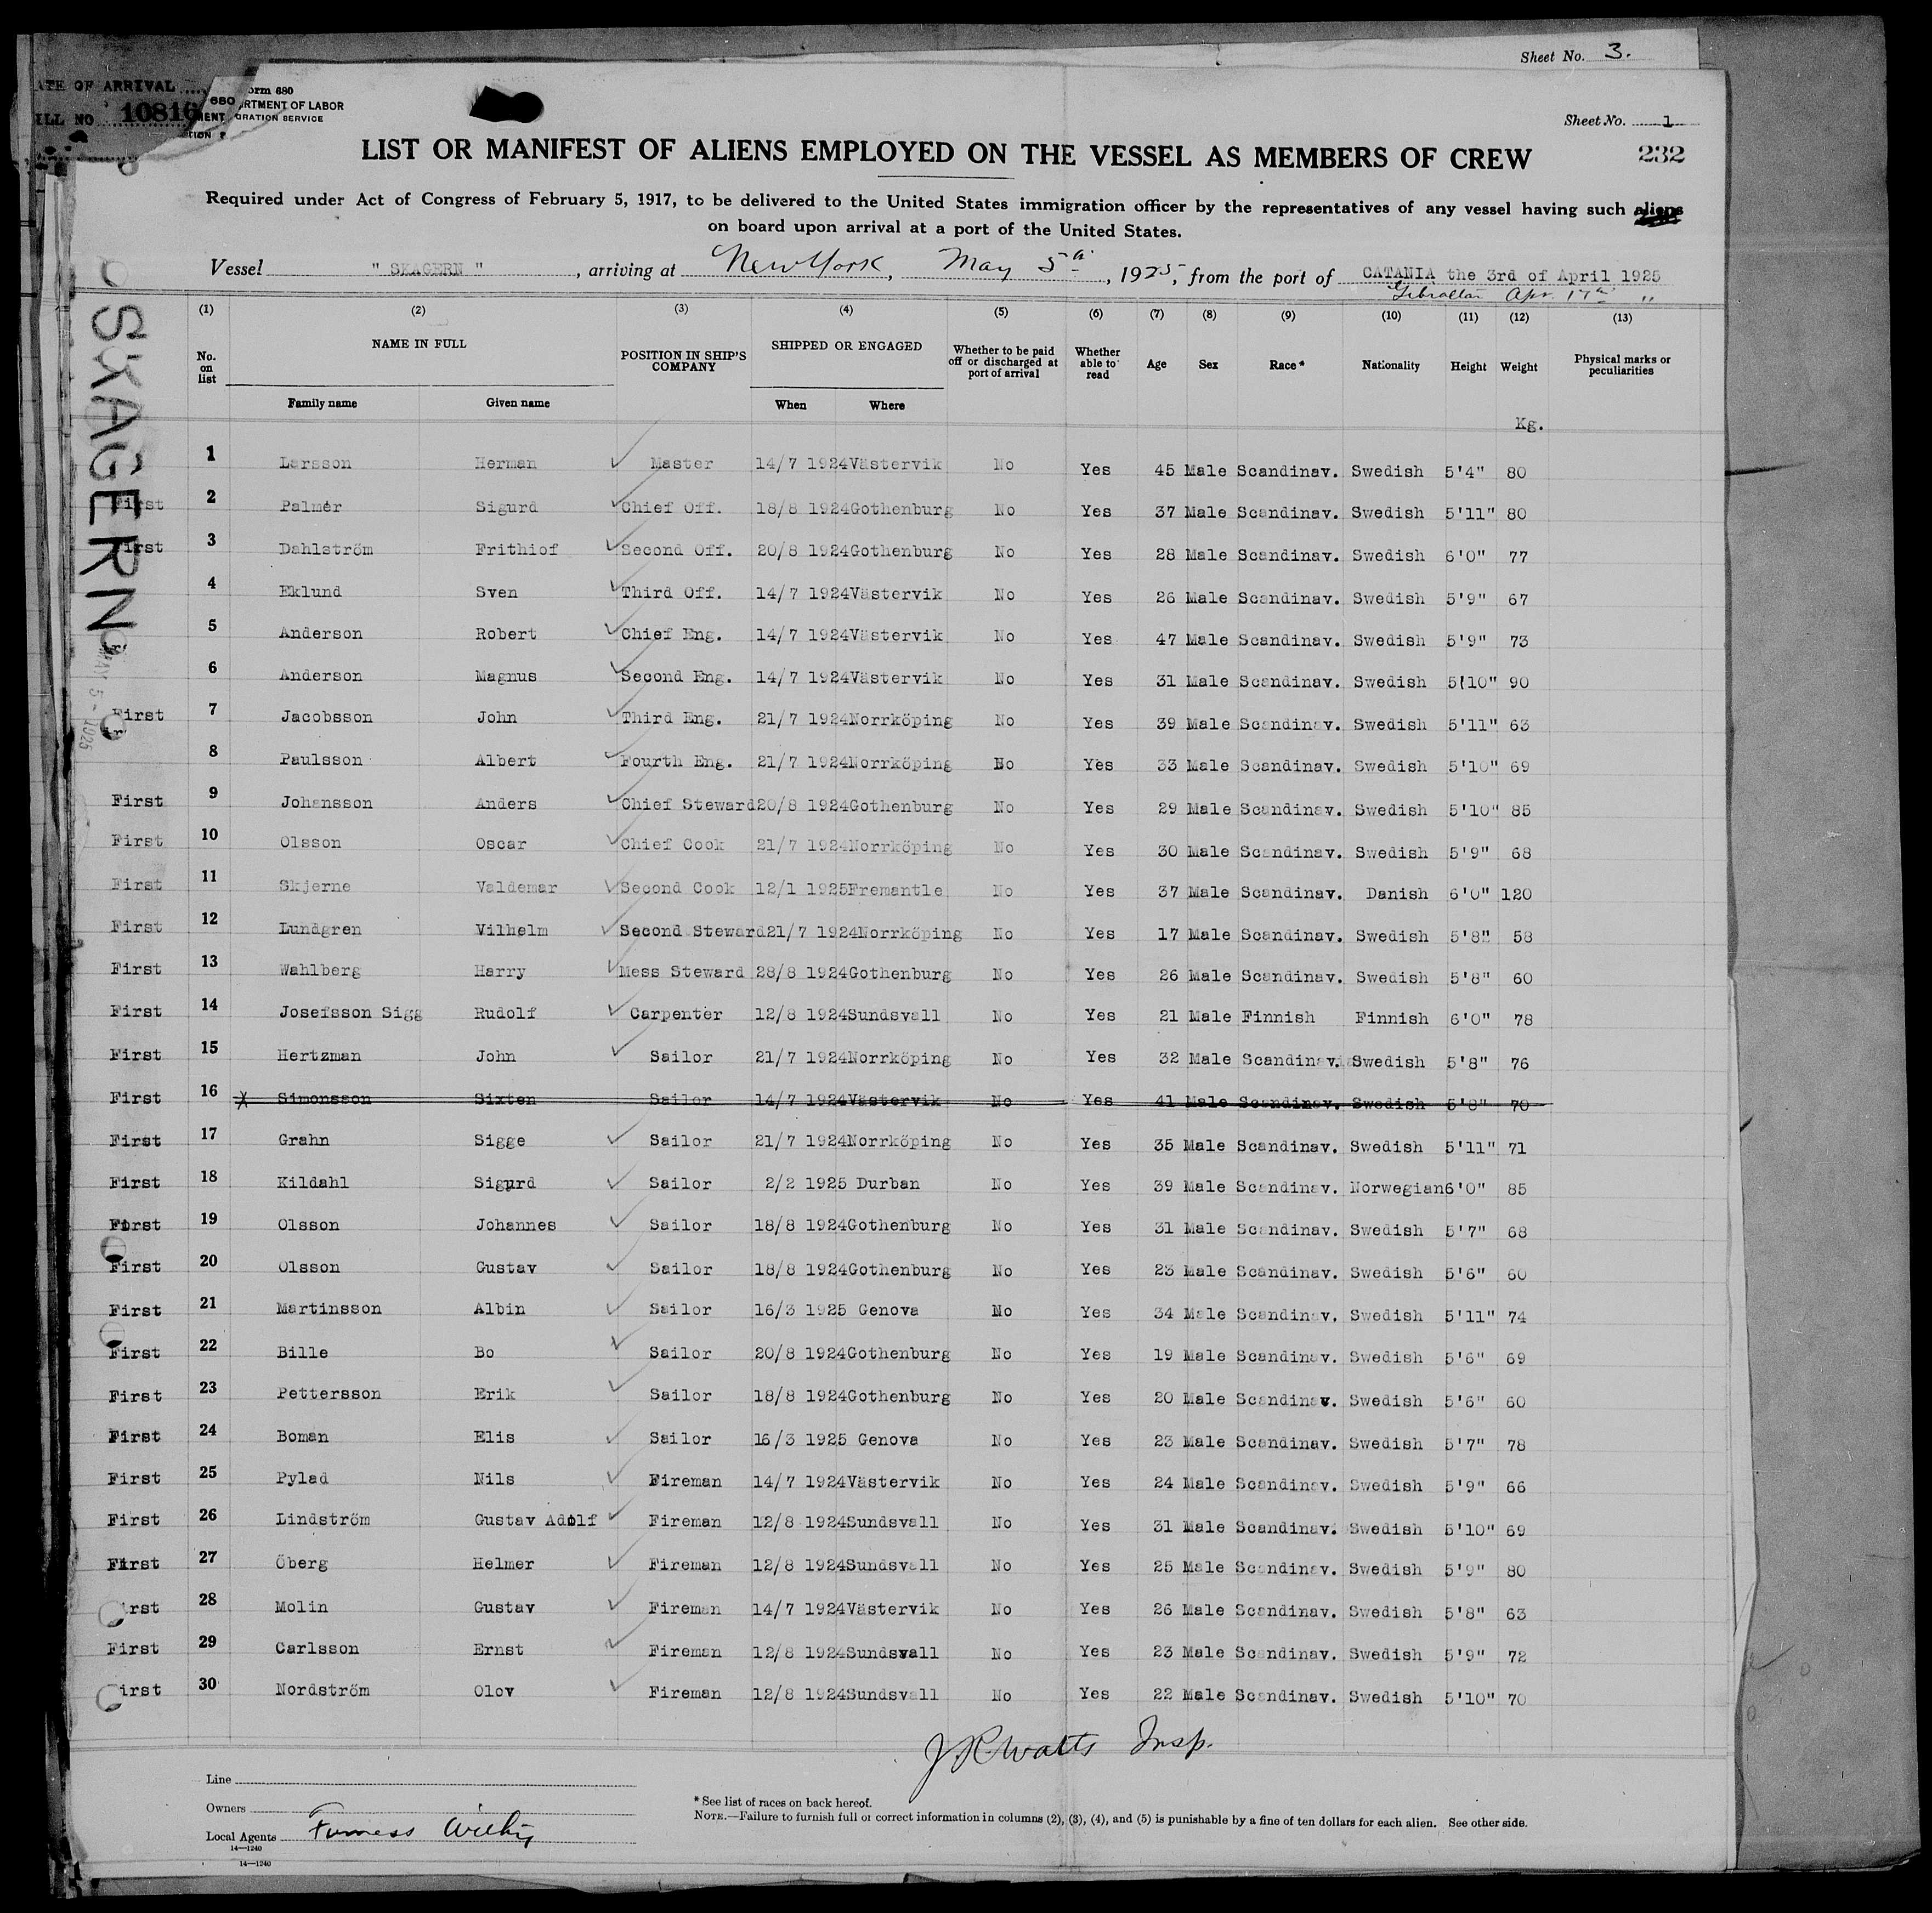 Sheet No. 3.
ATE OF ARRIVAL
ILL NO 10816
orm 680
680
RTMENT OF LABOR
MENT GRATION SERVICE
Sheet No. 1
232
LIST OR MANIFEST OF ALIENS EMPLOYED ON THE VESSEL AS MEMBERS OF CREW
Required under Act of Congress of February 5, 1917, to be delivered to the United States immigration officer by the representatives of any vessel having such aliens
on board upon arrival at a port of the United States.
Vessel " SKAGERN " , arriving at New York , May 5th , 1925, from the port of CATANIA the 3rd of April 1925
Gibraltar Apr. 17th "
SKAGERN
MAY 5 - 1925
(1) (2) (3) (4) (5) (6) (7) (8) (9) (10) (11) (12) (13)
No. on list NAME IN FULL POSITION IN SHIP'S COMPANY SHIPPED OR ENGAGED Whether to be paid off or discharged at port of arrival Whether able to read Age Sex Race* Nationality Height Weight Physical marks or peculiarities
Family name Given name When Where
Kg.
1 Larsson Herman Master 14/7 1924 Västervik No Yes 45 Male Scandinav. Swedish 5'4" 80
First 2 Palmér Sigurd Chief Off. 18/8 1924 Gothenburg No Yes 37 Male Scandinav. Swedish 5'11" 80
First 3 Dahlström Frithiof Second Off. 20/8 1924 Gothenburg No Yes 28 Male Scandinav. Swedish 6'0" 77
4 Eklund Sven Third Off. 14/7 1924 Västervik No Yes 26 Male Scandinav. Swedish 5'9" 67
5 Anderson Robert Chief Eng. 14/7 1924 Västervik No Yes 47 Male Scandinav. Swedish 5'9" 73
6 Anderson Magnus Second Eng. 14/7 1924 Västervik No Yes 31 Male Scandinav. Swedish 5'10" 90
First 7 Jacobsson John Third Eng. 21/7 1924 Norrköping No Yes 39 Male Scandinav. Swedish 5'11" 63
8 Paulsson Albert Fourth Eng. 21/7 1924 Norrköping No Yes 33 Male Scandinav. Swedish 5'10" 69
First 9 Johansson Anders Chief Steward 20/8 1924 Gothenburg No Yes 29 Male Scandinav. Swedish 5'10" 85
First 10 Olsson Oscar Chief Cook 21/7 1924 Norrköping No Yes 30 Male Scandinav. Swedish 5'9" 68
First 11 Skjerne Valdemar Second Cook 12/1 1925 Fremantle No Yes 37 Male Scandinav. Danish 6'0" 120
First 12 Lundgren Vilhelm Second Steward 21/7 1924 Norrköping No Yes 17 Male Scandinav. Swedish 5'8" 58
First 13 Wahlberg Harry Mess Steward 28/8 1924 Gothenburg No Yes 26 Male Scandinav. Swedish 5'8" 60
First 14 Josefsson Sigg Rudolf Carpenter 12/8 1924 Sundsvall No Yes 21 Male Finnish Finnish 6'0" 78
First 15 Hertzman John Sailor 21/7 1924 Norrköping No Yes 32 Male Scandinav. Swedish 5'8" 76
First 16 X Simonsson Sixten Sailor 14/7 1924 Västervik No Yes 41 Male Scandinav. Swedish 5'8" 70
First 17 Grahn Sigge Sailor 21/7 1924 Norrköping No Yes 35 Male Scandinav. Swedish 5'11" 71
First 18 Kildahl Sigurd Sailor 2/2 1925 Durban No Yes 39 Male Scandinav. Norwegian 6'0" 85
First 19 Olsson Johannes Sailor 18/8 1924 Gothenburg No Yes 31 Male Scandinav. Swedish 5'7" 68
First 20 Olsson Gustav Sailor 18/8 1924 Gothenburg No Yes 23 Male Scandinav. Swedish 5'6" 60
First 21 Martinsson Albin Sailor 16/3 1925 Genova No Yes 34 Male Scandinav. Swedish 5'11" 74
First 22 Bille Bo Sailor 20/8 1924 Gothenburg No Yes 19 Male Scandinav. Swedish 5'6" 69
First 23 Pettersson Erik Sailor 18/8 1924 Gothenburg No Yes 20 Male Scandinav. Swedish 5'6" 60
First 24 Boman Elis Sailor 16/3 1925 Genova No Yes 23 Male Scandinav. Swedish 5'7" 78
First 25 Pylad Nils Fireman 14/7 1924 Västervik No Yes 24 Male Scandinav. Swedish 5'9" 66
First 26 Lindström Gustav Adolf Fireman 12/8 1924 Sundsvall No Yes 31 Male Scandinav. Swedish 5'10" 69
First 27 Öberg Helmer Fireman 12/8 1924 Sundsvall No Yes 25 Male Scandinav. Swedish 5'9" 80
irst 28 Molin Gustav Fireman 14/7 1924 Västervik No Yes 26 Male Scandinav. Swedish 5'8" 63
First 29 Carlsson Ernst Fireman 12/8 1924 Sundsvall No Yes 23 Male Scandinav. Swedish 5'9" 72
First 30 Nordström Olov Fireman 12/8 1924 Sundsvall No Yes 22 Male Scandinav. Swedish 5'10" 70
J R Watts Insp.
Line
Owners
Local Agents Furness Withy
14—1240
14—1240
* See list of races on back hereof.
NOTE.—Failure to furnish full or correct information in columns (2), (3), (4), and (5) is punishable by a fine of ten dollars for each alien. See other side.